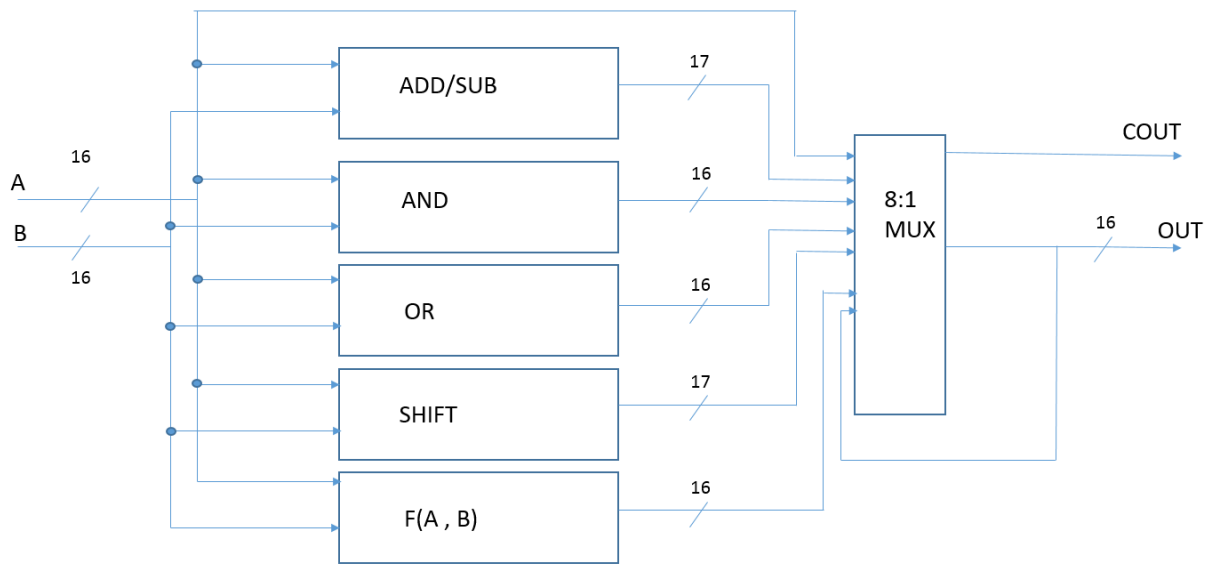 17
ADD/SUB
COUT
16
16
A
AND
8:1
MUX
16
B
OUT
16
16
OR
17
SHIFT
16
F(A , B)